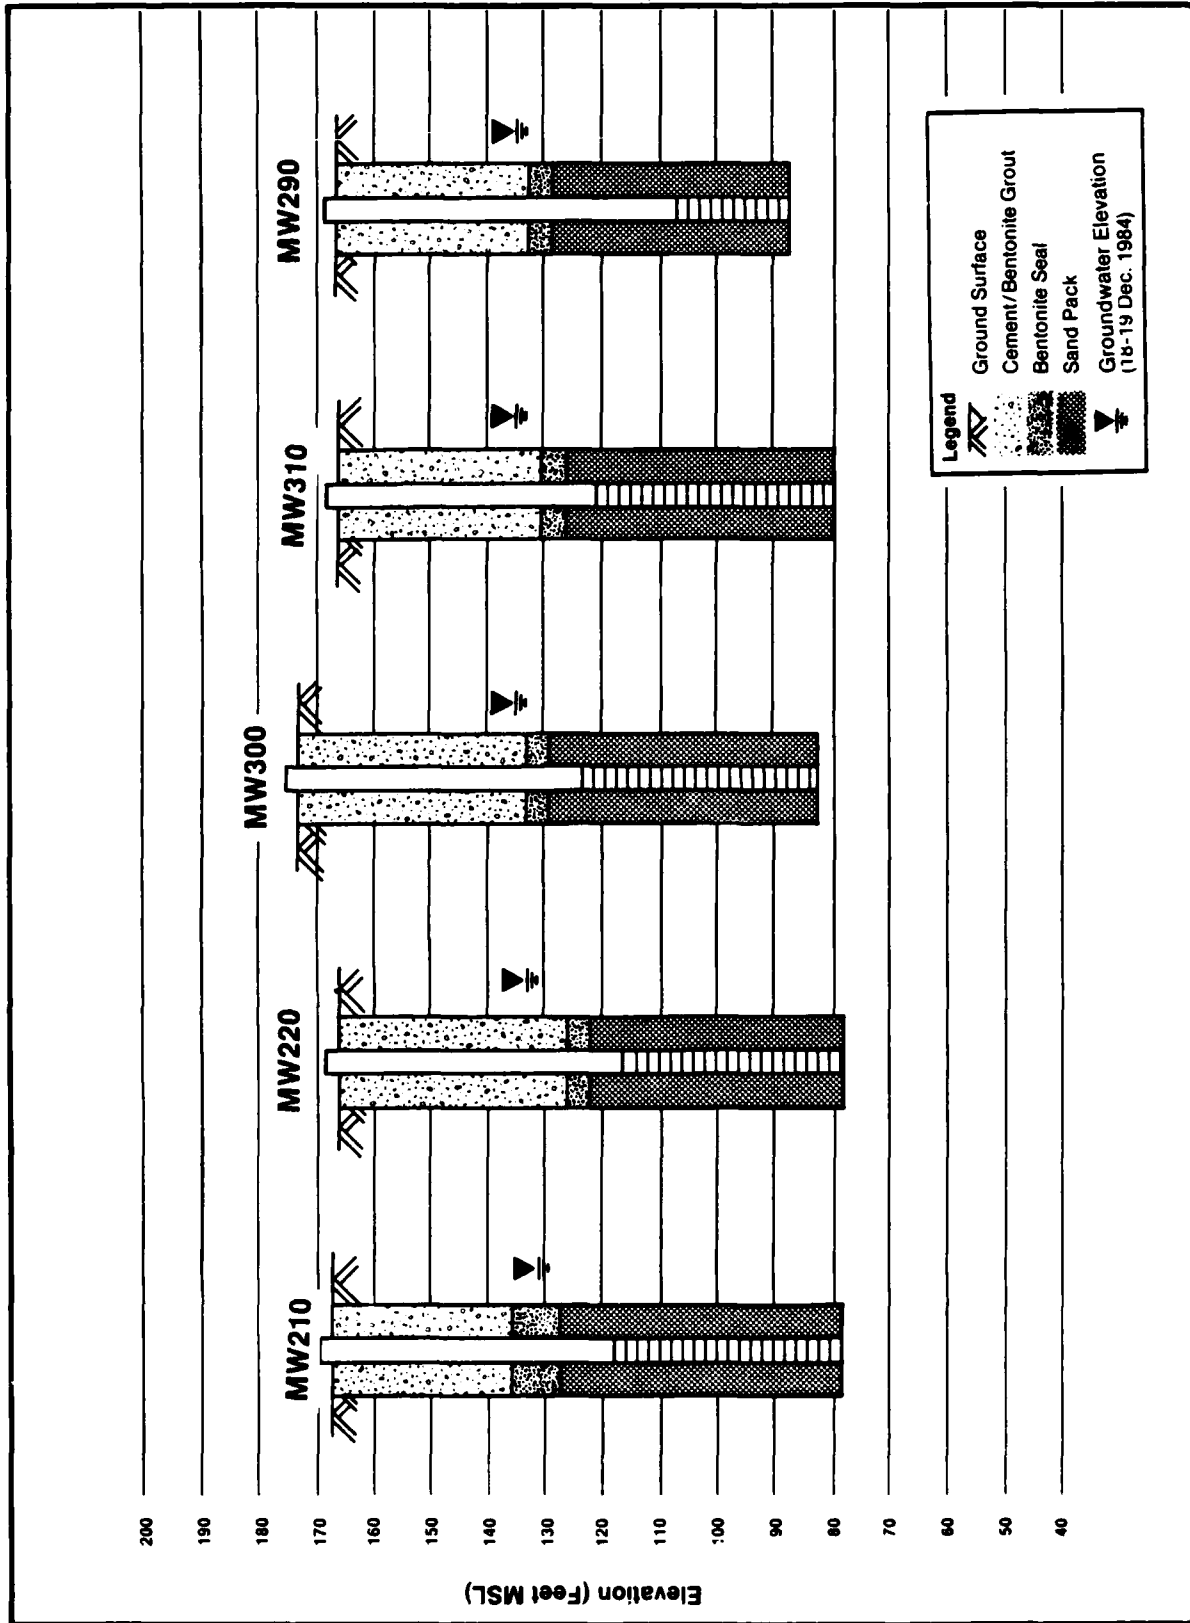 MW210
MW220
MW300
MW310
MW290
Elevation (Feet MSL)
200
190
180
170
160
150
140
130
120
110
100
90
80
70
60
50
40
Legend
Ground Surface
Cement/Bentonite Grout
Bentonite Seal
Sand Pack
Groundwater Elevation
(18-19 Dec. 1984)